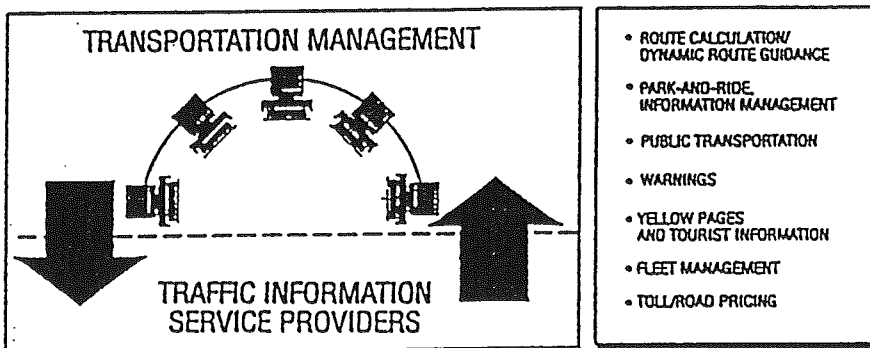 TRANSPORTATION MANAGEMENT
TRAFFIC INFORMATION
SERVICE PROVIDERS
• ROUTE CALCULATION/
DYNAMIC ROUTE GUIDANCE
• PARK-AND-RIDE,
INFORMATION MANAGEMENT
• PUBLIC TRANSPORTATION
• WARNINGS
• YELLOW PAGES
AND TOURIST INFORMATION
• FLEET MANAGEMENT
• TOLL/ROAD PRICING